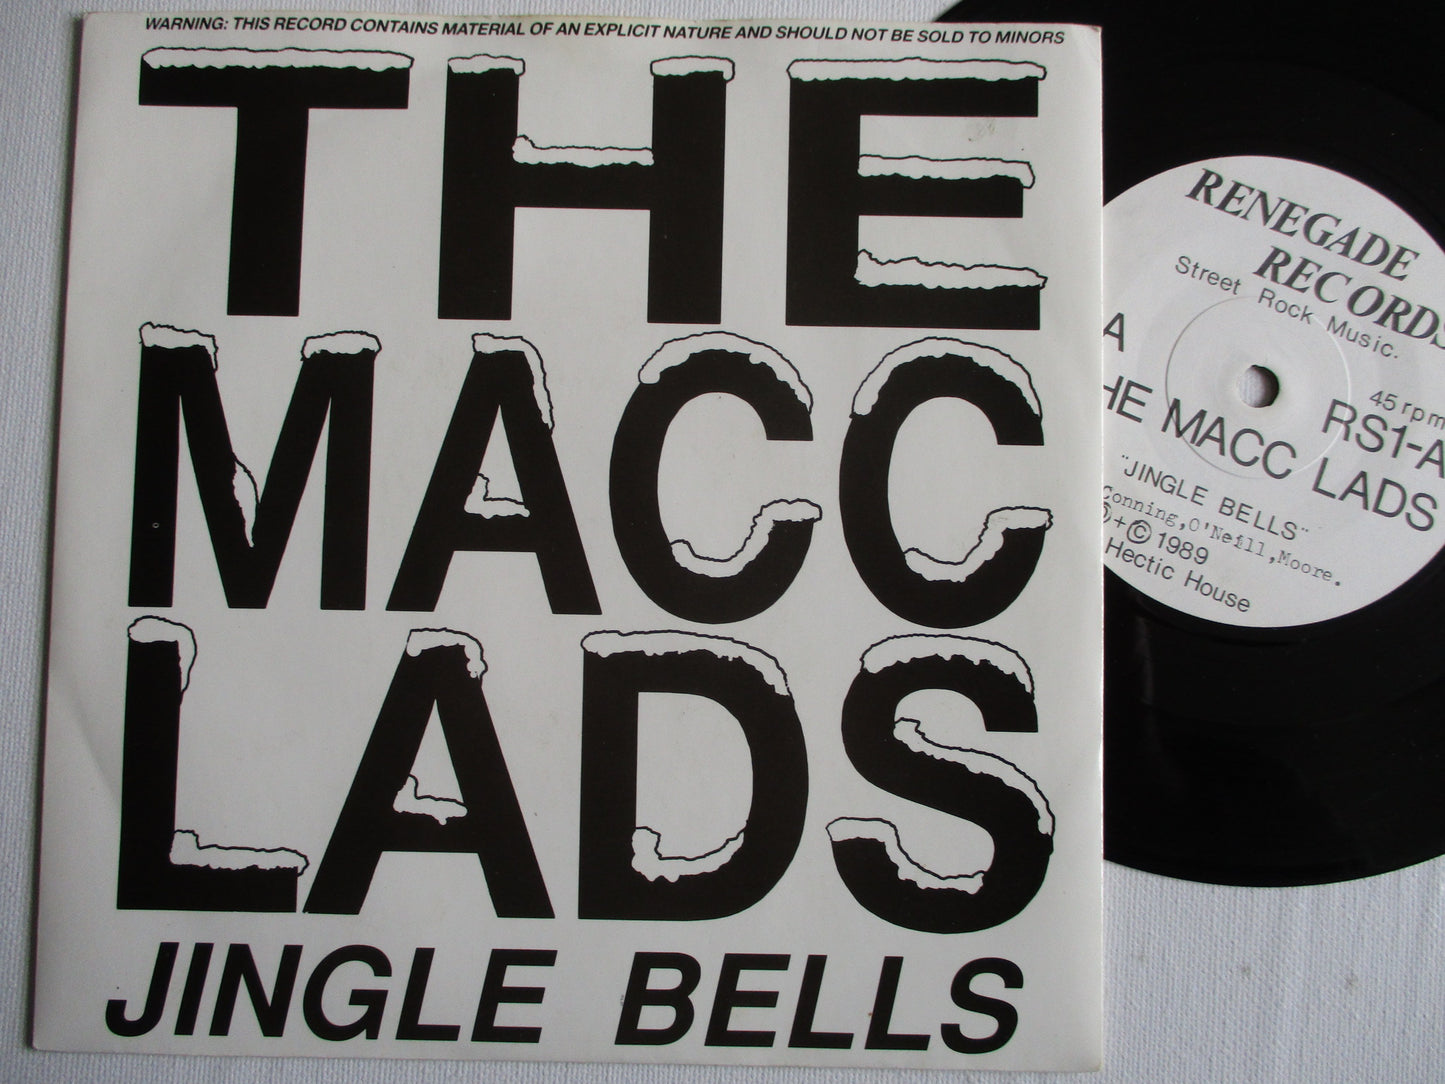 WARNING: THIS RECORD CONTAINS MATERIAL OF AN EXPLICIT NATURE AND SHOULD NOT BE SOLD TO MINORS
THE
MACC
LADS
JINGLE BELLS
RENEGADE
RECORDS
Street Rock Music.
A
45rpm
RS1-A
HE MACC LADS
"JINGLE BELLS"
Conning,O'Neill,Moore.
℗+© 1989
Hectic House